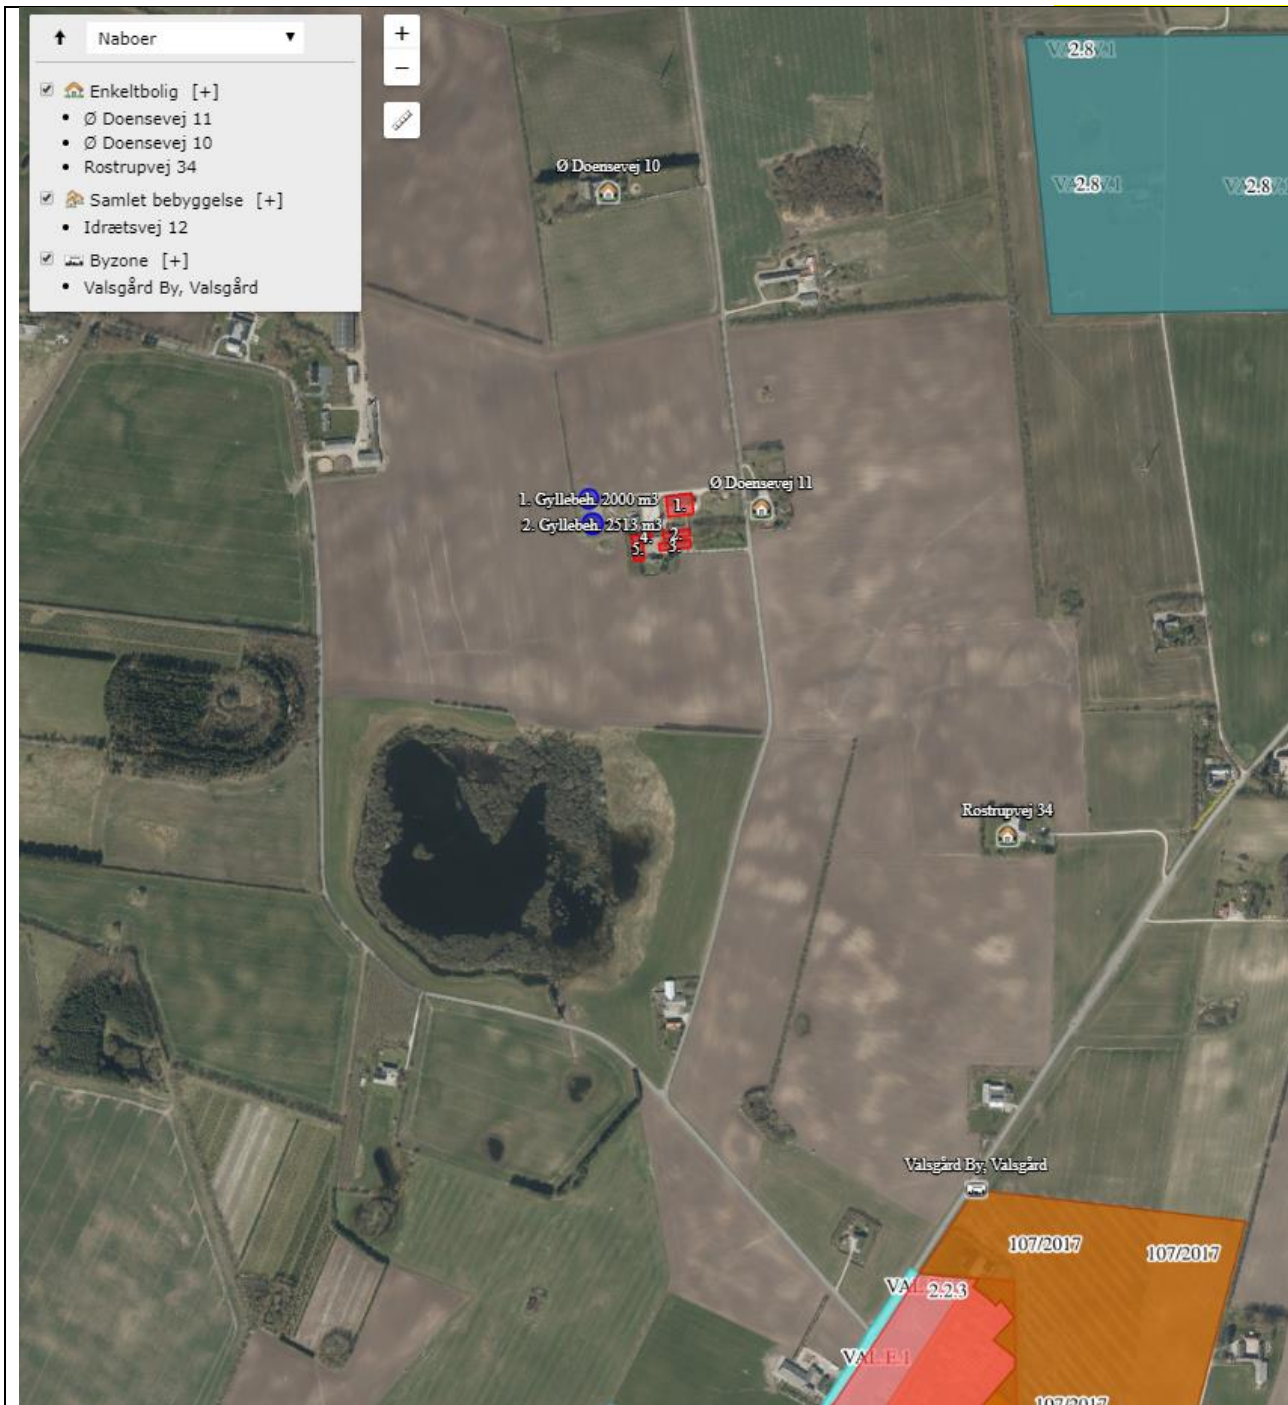 Naboer
Enkeltbolig [+]
Ø Doensevej 11
Ø Doensevej 10
Rostrupvej 34
Samlet bebyggelse [+]
Idrætsvej 12
Byzone [+]
Valsgård By, Valsgård
+
−
2.8
Ø Doensevej 10
2.8
2.8
Ø Doensevej 11
1. Gyllebeh. 2000 m3
1.
2. Gyllebeh. 2513 m3
2.
4.
3.
5.
Rostrupvej 34
Valsgård By, Valsgård
107/2017
107/2017
2.2.3
107/2017